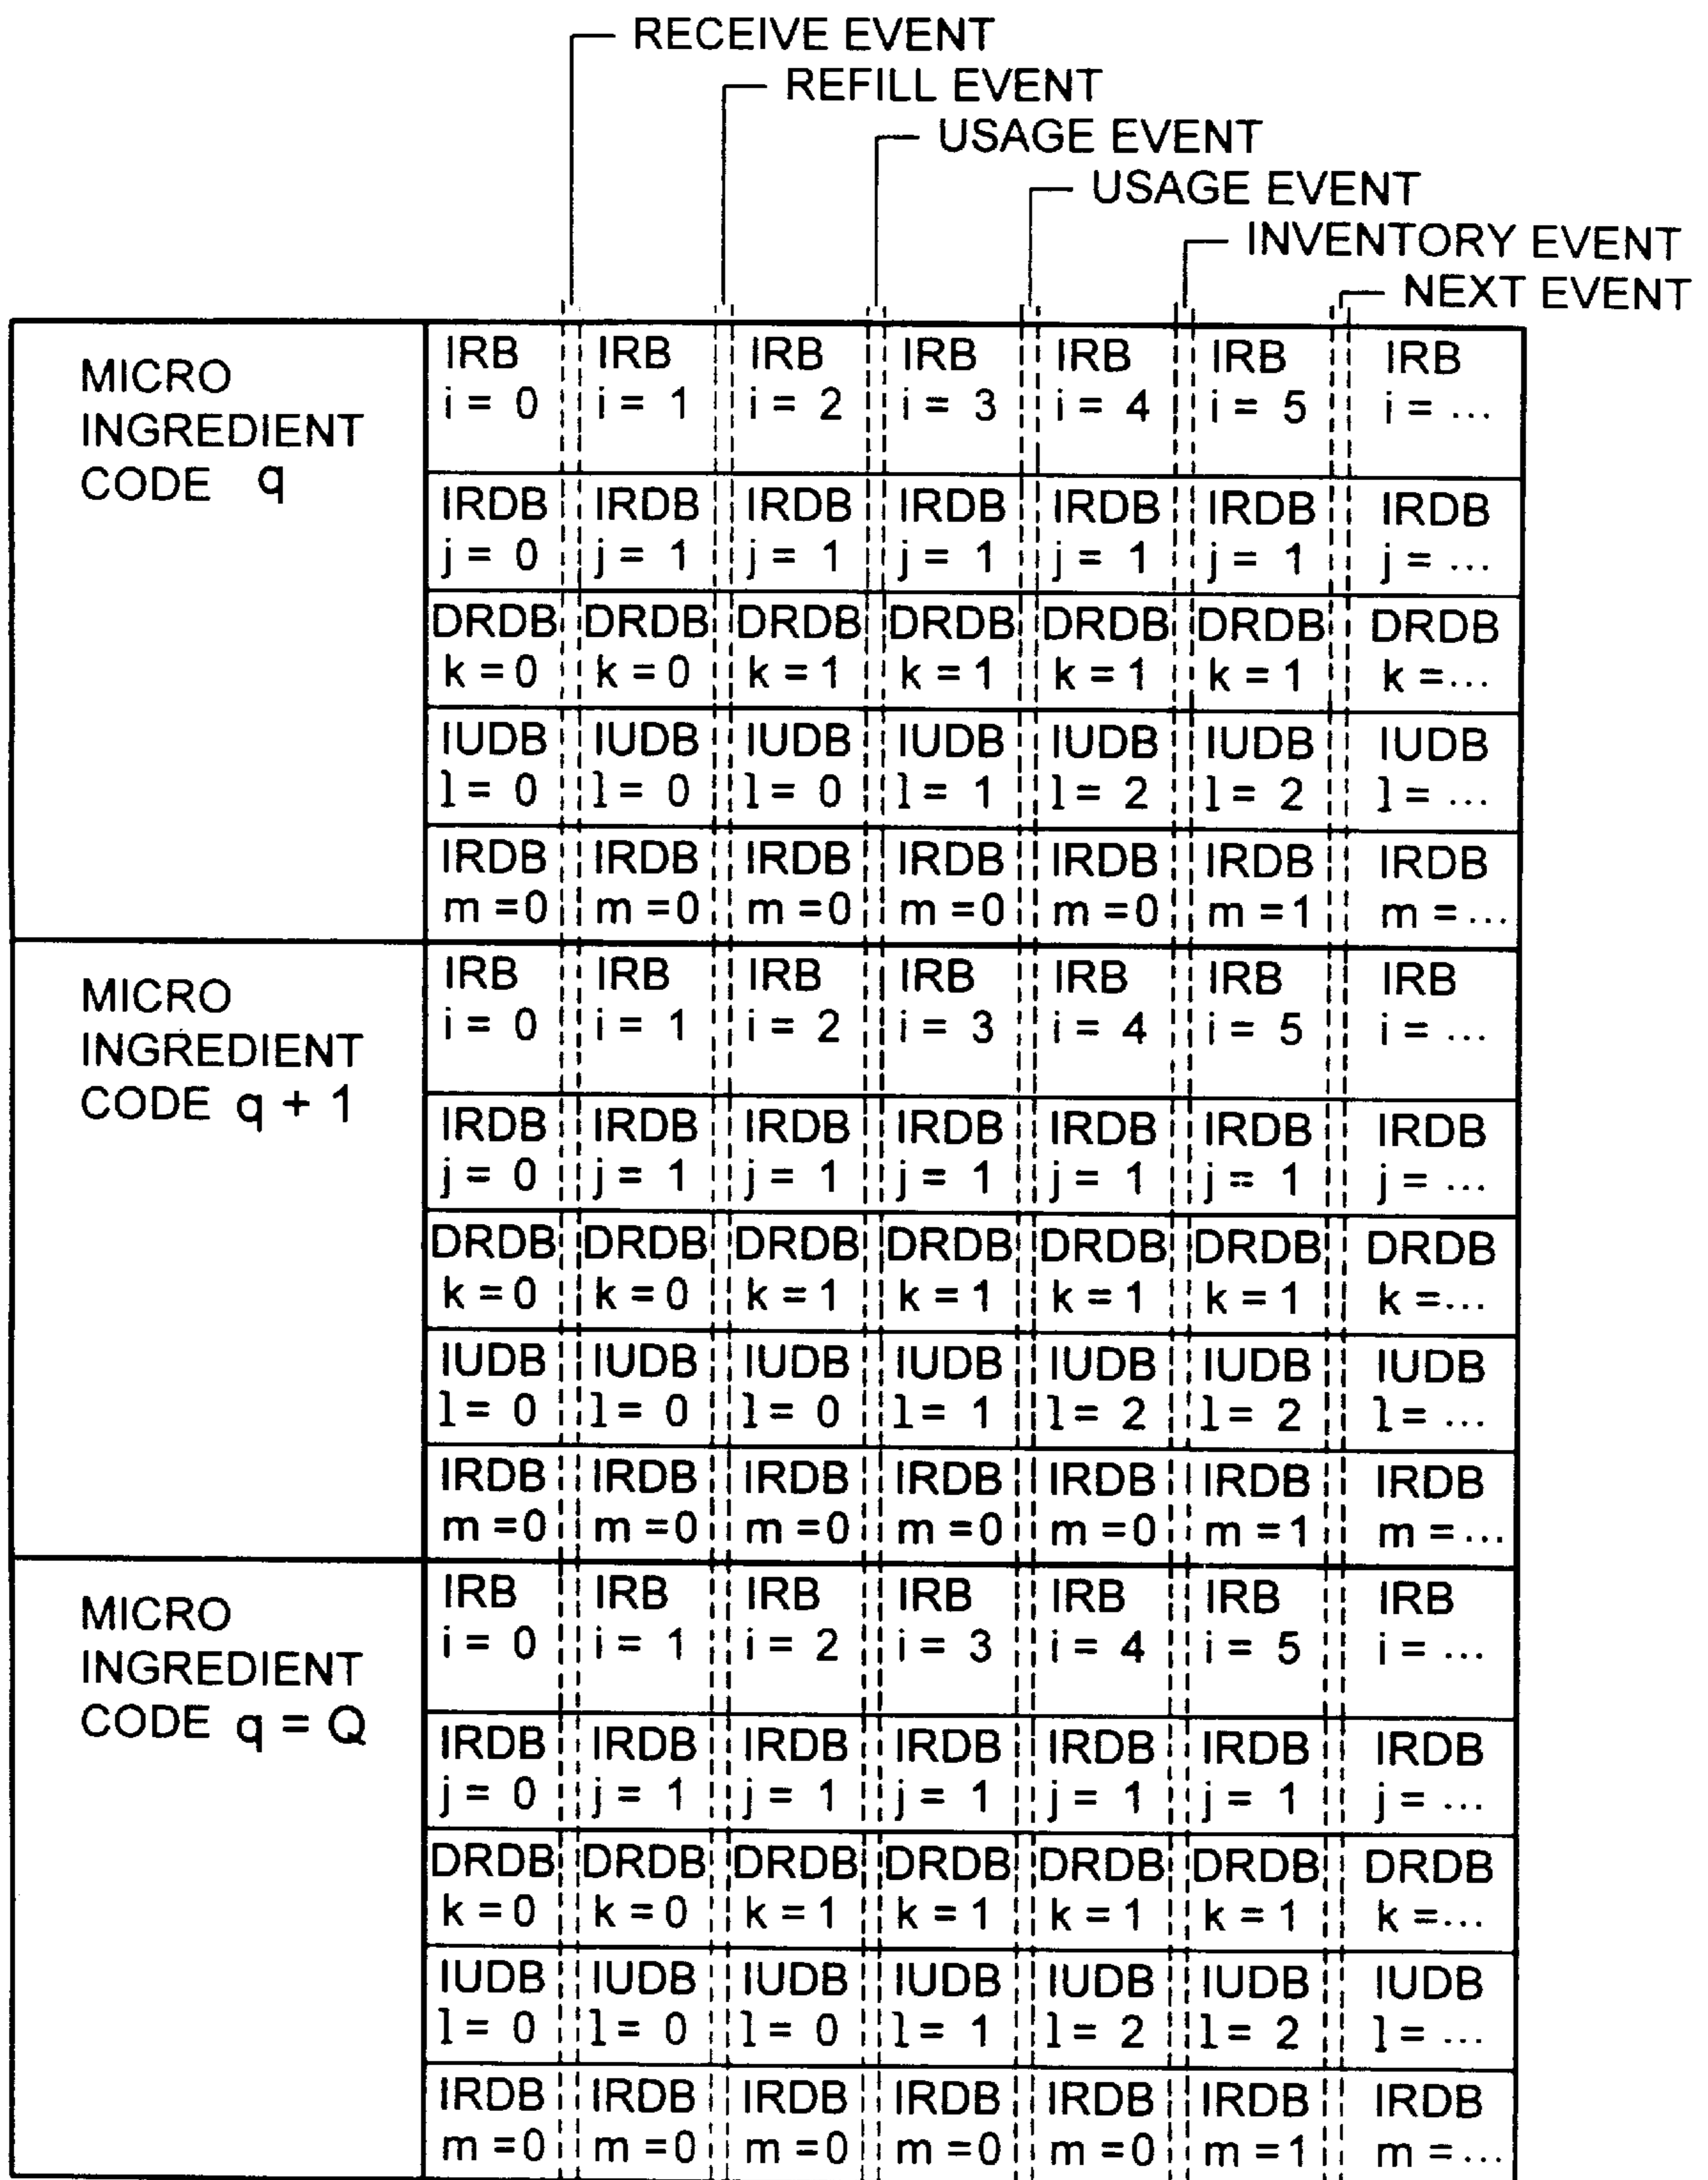 RECEIVE EVENT
REFILL EVENT
USAGE EVENT
USAGE EVENT
INVENTORY EVENT
NEXT EVENT
MICRO
INGREDIENT
CODE q
IRB IRB IRB IRB IRB IRB IRB
i = 0 i = 1 i = 2 i = 3 i = 4 i = 5 i = ...
IRDB IRDB IRDB IRDB IRDB IRDB IRDB
j = 0 j = 1 j = 1 j = 1 j = 1 j = 1 j = ...
DRDB DRDB DRDB DRDB DRDB DRDB DRDB
k = 0 k = 0 k = 1 k = 1 k = 1 k = 1 k = ...
IUDB IUDB IUDB IUDB IUDB IUDB IUDB
l = 0 l = 0 l = 0 l = 1 l = 2 l = 2 l = ...
IRDB IRDB IRDB IRDB IRDB IRDB IRDB
m = 0 m = 0 m = 0 m = 0 m = 0 m = 1 m = ...
MICRO
INGREDIENT
CODE q + 1
IRB IRB IRB IRB IRB IRB IRB
i = 0 i = 1 i = 2 i = 3 i = 4 i = 5 i = ...
IRDB IRDB IRDB IRDB IRDB IRDB IRDB
j = 0 j = 1 j = 1 j = 1 j = 1 j = 1 j = ...
DRDB DRDB DRDB DRDB DRDB DRDB DRDB
k = 0 k = 0 k = 1 k = 1 k = 1 k = 1 k = ...
IUDB IUDB IUDB IUDB IUDB IUDB IUDB
l = 0 l = 0 l = 0 l = 1 l = 2 l = 2 l = ...
IRDB IRDB IRDB IRDB IRDB IRDB IRDB
m = 0 m = 0 m = 0 m = 0 m = 0 m = 1 m = ...
MICRO
INGREDIENT
CODE q = Q
IRB IRB IRB IRB IRB IRB IRB
i = 0 i = 1 i = 2 i = 3 i = 4 i = 5 i = ...
IRDB IRDB IRDB IRDB IRDB IRDB IRDB
j = 0 j = 1 j = 1 j = 1 j = 1 j = 1 j = ...
DRDB DRDB DRDB DRDB DRDB DRDB DRDB
k = 0 k = 0 k = 1 k = 1 k = 1 k = 1 k = ...
IUDB IUDB IUDB IUDB IUDB IUDB IUDB
l = 0 l = 0 l = 0 l = 1 l = 2 l = 2 l = ...
IRDB IRDB IRDB IRDB IRDB IRDB IRDB
m = 0 m = 0 m = 0 m = 0 m = 0 m = 1 m = ...